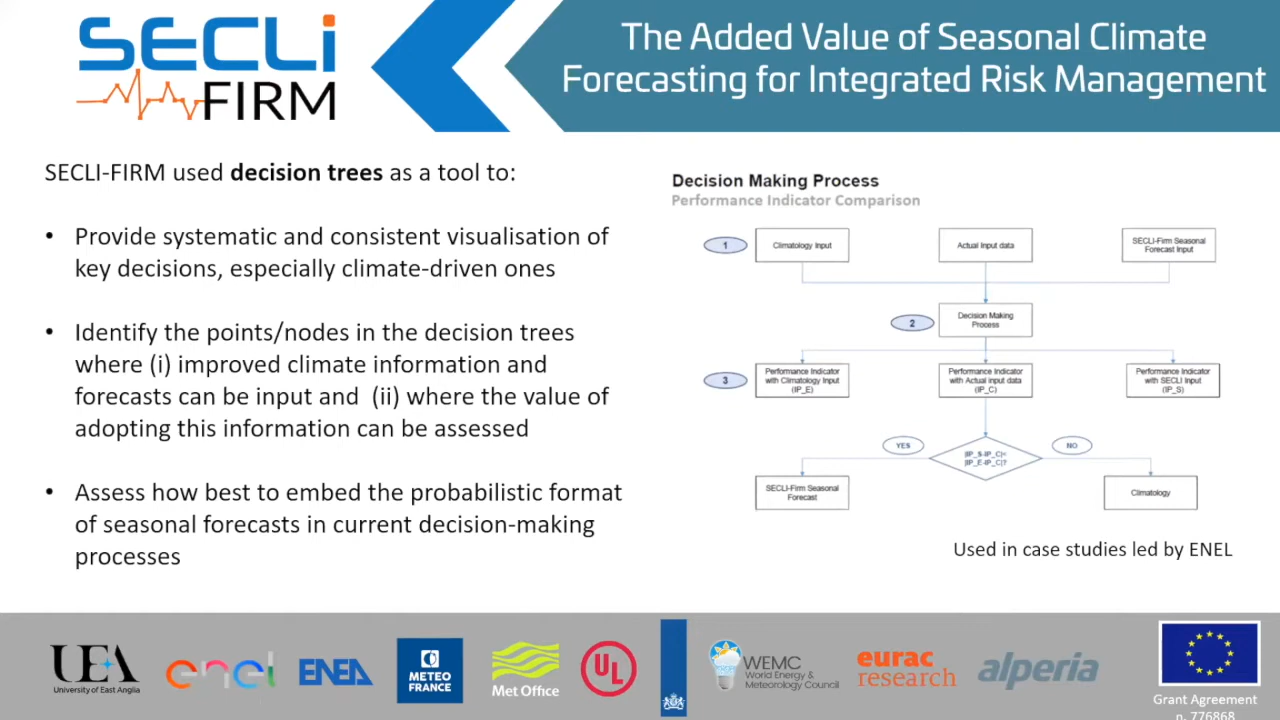 SECLi
FIRM
The Added Value of Seasonal Climate
Forecasting for Integrated Risk Management
SECLI-FIRM used decision trees as a tool to:
• Provide systematic and consistent visualisation of
key decisions, especially climate-driven ones
• Identify the points/nodes in the decision trees
where (i) improved climate information and
forecasts can be input and (ii) where the value of
adopting this information can be assessed
• Assess how best to embed the probabilistic format
of seasonal forecasts in current decision-making
processes
Decision Making Process
Performance Indicator Comparison
1
Climatology Input
Actual Input data
SECLI-Firm Seasonal
Forecast Input
2
Decision Making
Process
3
Performance Indicator
with Climatology Input
(IP_E)
Performance Indicator
with Actual input data
(IP_C)
Performance Indicator
with SECLI Input
(IP_S)
YES
|IP_S-IP_C|<
|IP_E-IP_C|?
NO
SECLI-Firm Seasonal
Forecast
Climatology
Used in case studies led by ENEL
UEA
University of East Anglia
enel
ENEA
METEO
FRANCE
Met Office
UL
WEMC
World Energy &
Meteorology Council
eurac
research
alperia
Grant Agreement
n. 776868